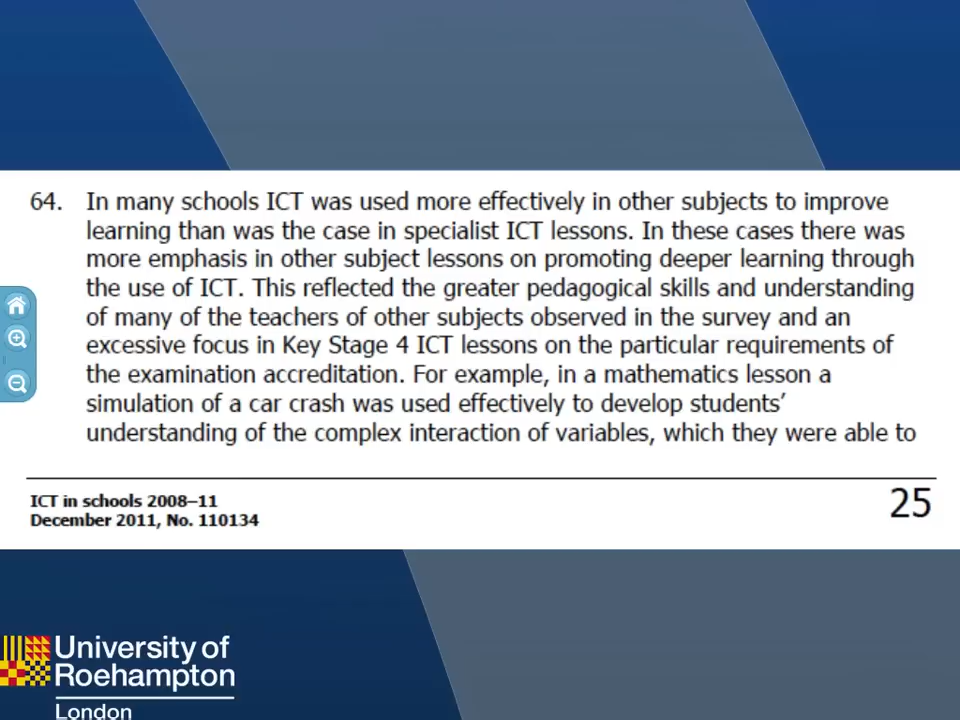 64. In many schools ICT was used more effectively in other subjects to improve
learning than was the case in specialist ICT lessons. In these cases there was
more emphasis in other subject lessons on promoting deeper learning through
the use of ICT. This reflected the greater pedagogical skills and understanding
of many of the teachers of other subjects observed in the survey and an
excessive focus in Key Stage 4 ICT lessons on the particular requirements of
the examination accreditation. For example, in a mathematics lesson a
simulation of a car crash was used effectively to develop students’
understanding of the complex interaction of variables, which they were able to
ICT in schools 2008–11
December 2011, No. 110134
25
University of
Roehampton
London